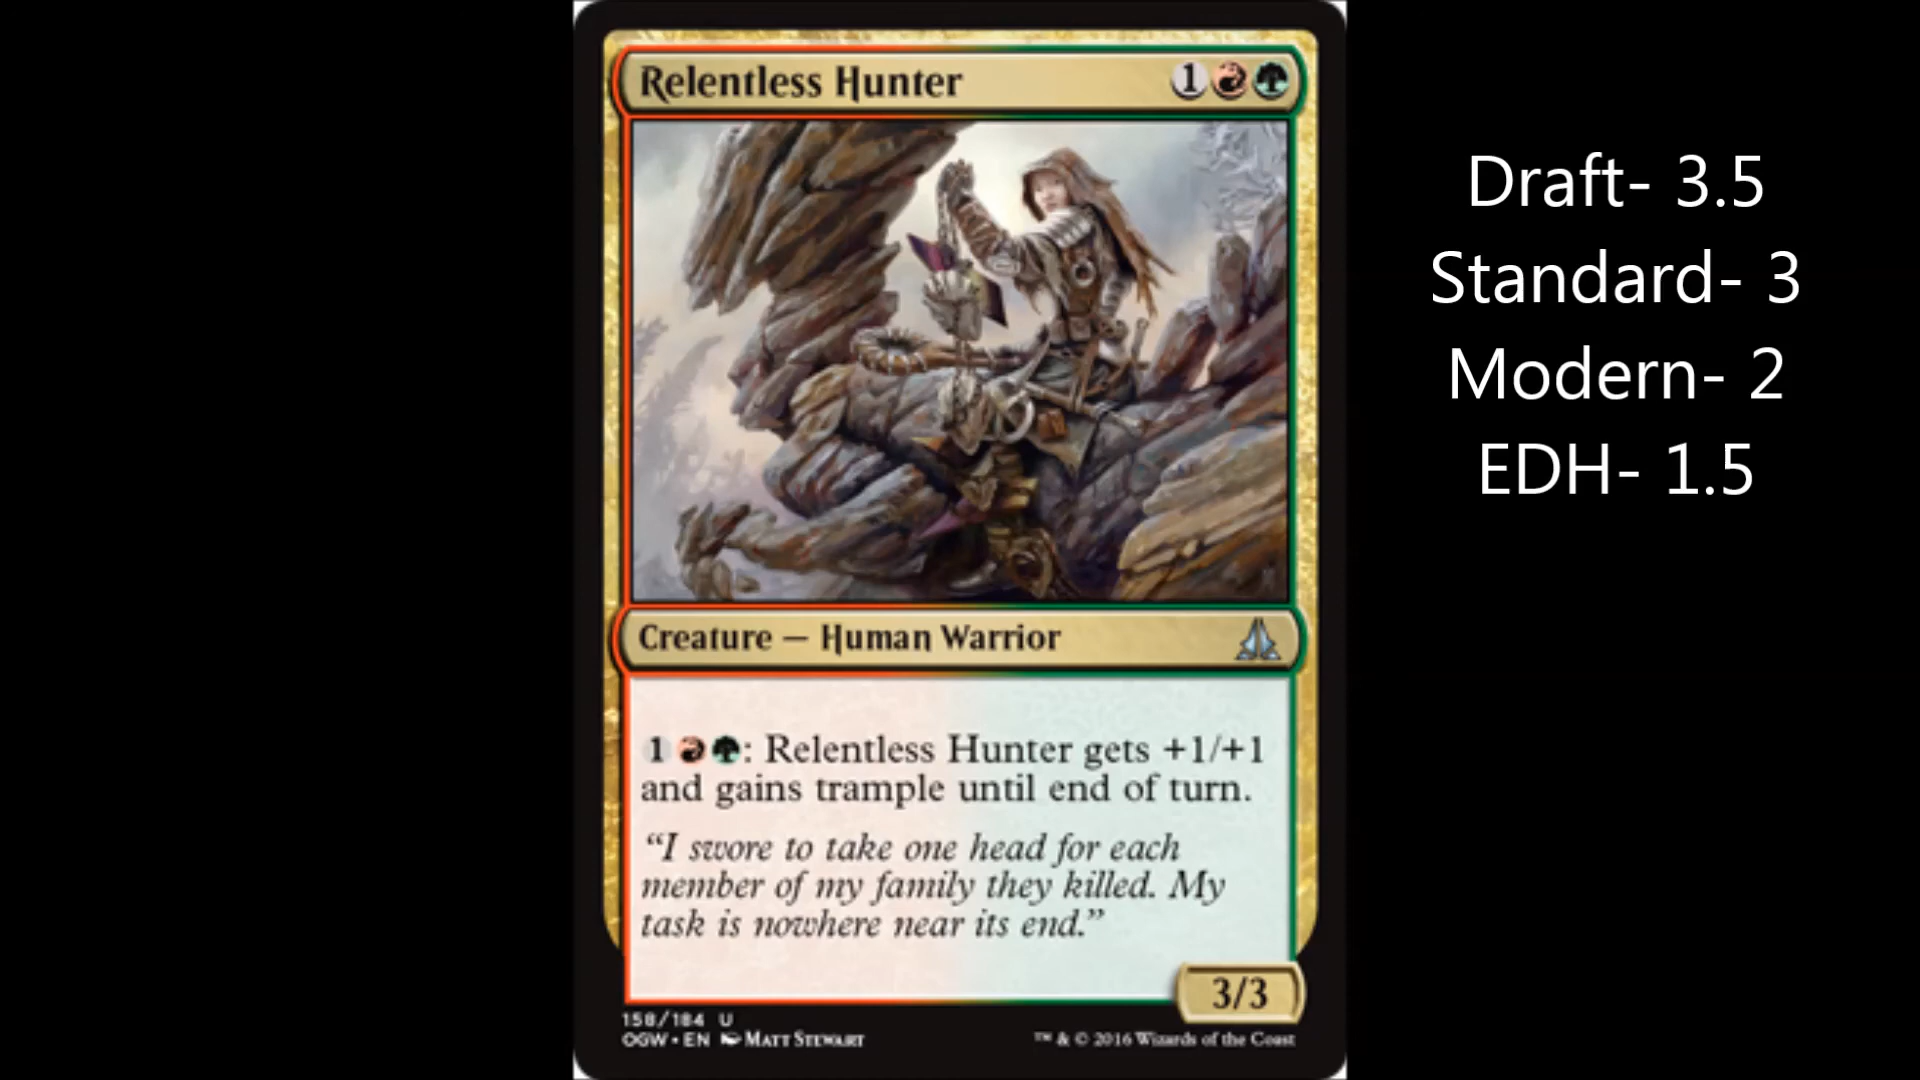 Relentless Hunter 1
Draft- 3.5
Standard- 3
Modern- 2
EDH- 1.5
Creature — Human Warrior
1 : Relentless Hunter gets +1/+1
and gains trample until end of turn.
“I swore to take one head for each
member of my family they killed. My
task is nowhere near its end.”
3/3
158/184 U
OGW • EN Matt Stewart
™ & © 2016 Wizards of the Coast